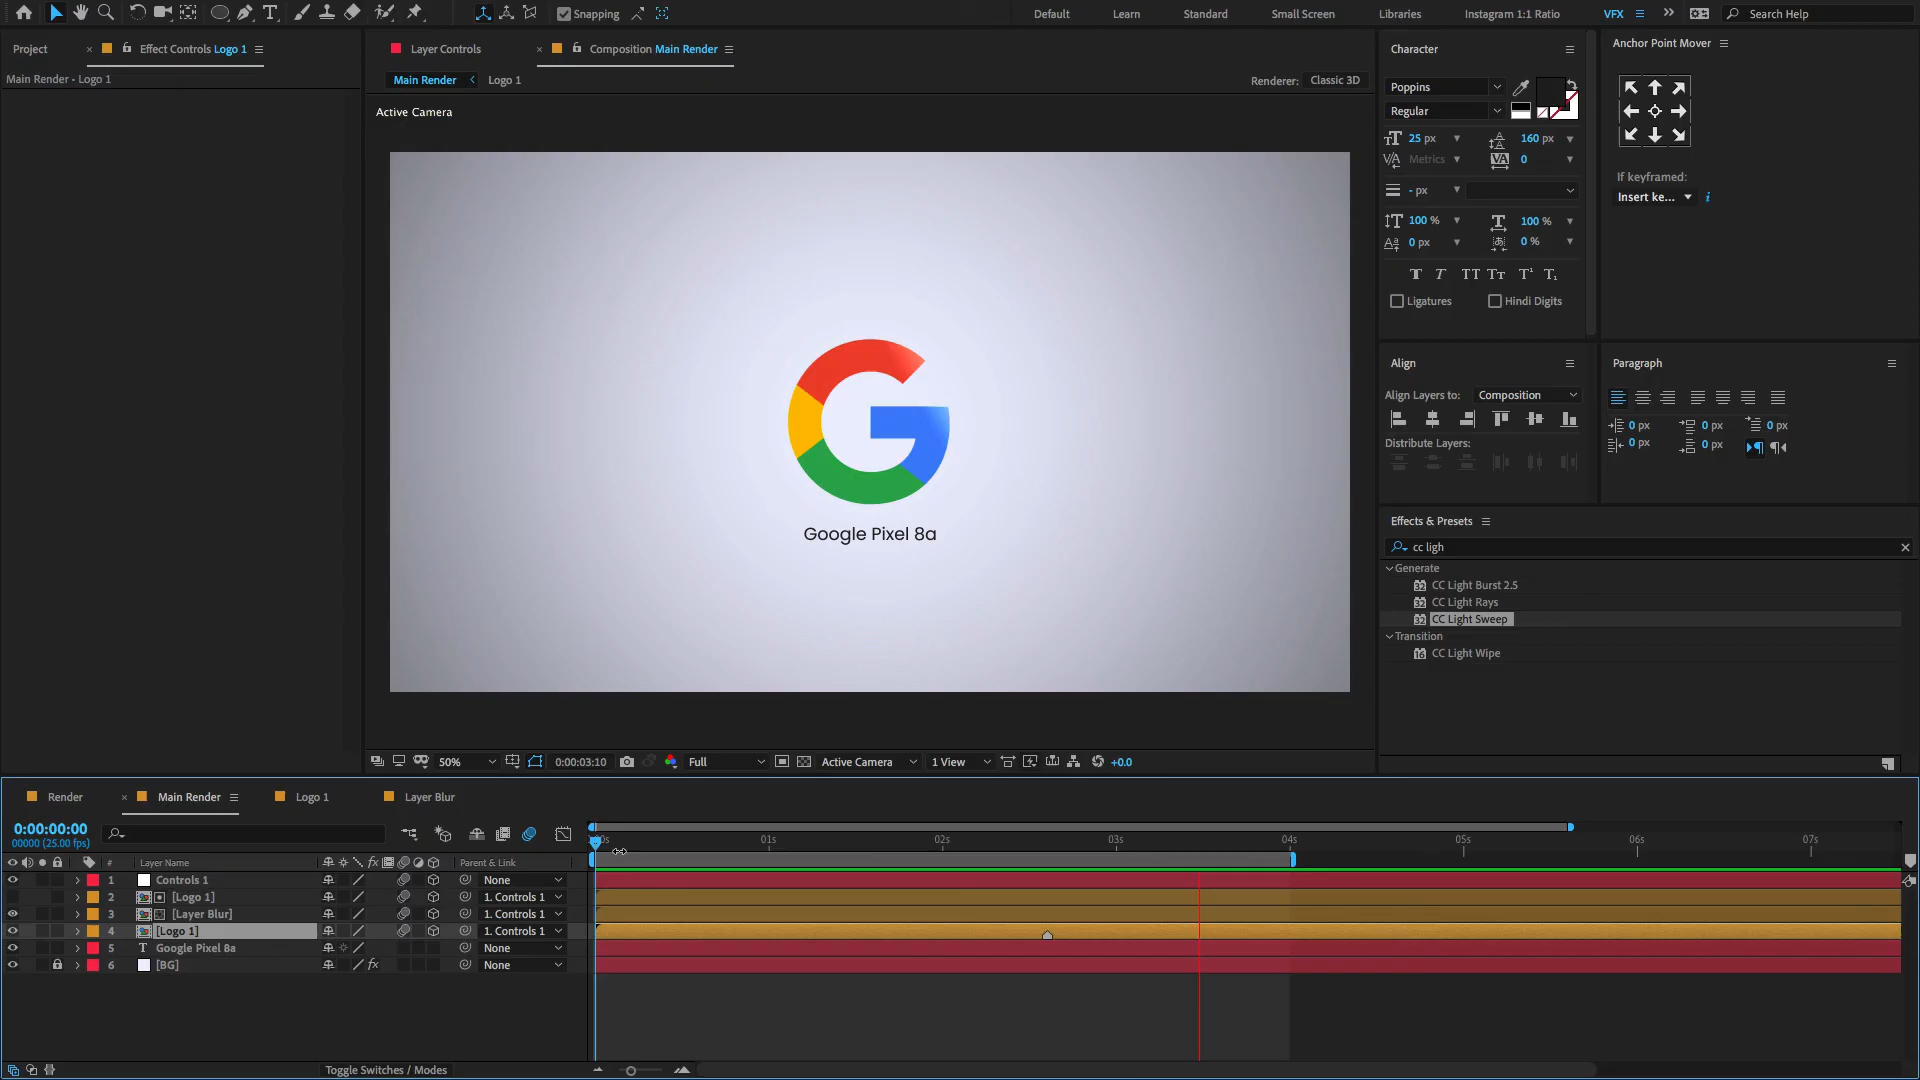 Snapping
Default
Learn
Standard
Small Screen
Libraries
Instagram 1:1 Ratio
VFX
Search Help
Project
Effect Controls Logo 1
Layer Controls
Composition Main Render
Character
Anchor Point Mover
Main Render - Logo 1
Main Render
Logo 1
Renderer:
Classic 3D
Active Camera
Poppins
Regular
25 px
160 px
Metrics
0
If keyframed:
- px
Insert ke...
100 %
100 %
0 px
0 %
Ligatures
Hindi Digits
Google Pixel 8a
Align
Paragraph
Align Layers to:
Composition
0 px
0 px
0 px
0 px
0 px
Distribute Layers:
Effects & Presets
cc ligh
Generate
CC Light Burst 2.5
CC Light Rays
CC Light Sweep
Transition
CC Light Wipe
50%
0:00:03:10
Full
Active Camera
1 View
+0.0
Render
Main Render
Logo 1
Layer Blur
0:00:00:00
00000 (25.00 fps)
01s
02s
03s
04s
05s
06s
07s
#
Layer Name
Parent & Link
1
Controls 1
None
2
[Logo 1]
1. Controls 1
3
[Layer Blur]
1. Controls 1
4
[Logo 1]
1. Controls 1
5
Google Pixel 8a
None
6
[BG]
None
Toggle Switches / Modes